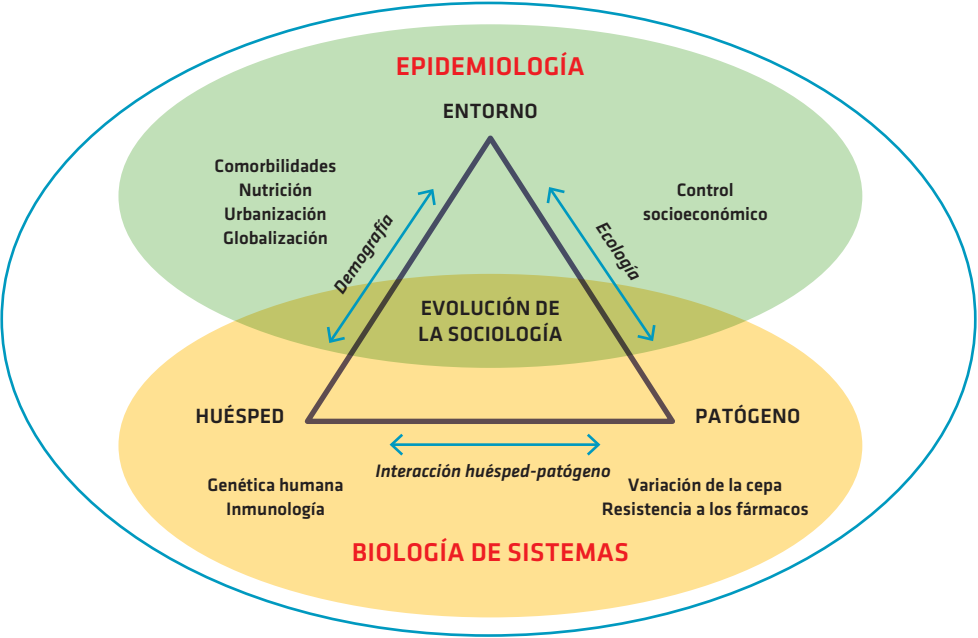 EPIDEMIOLOGÍA
ENTORNO
Comorbilidades
Nutrición
Urbanización
Globalización
Control
socioeconómico
Demografía
Ecología
EVOLUCIÓN DE
LA SOCIOLOGÍA
HUÉSPED
PATÓGENO
Interacción huésped-patógeno
Genética humana
Inmunología
Variación de la cepa
Resistencia a los fármacos
BIOLOGÍA DE SISTEMAS